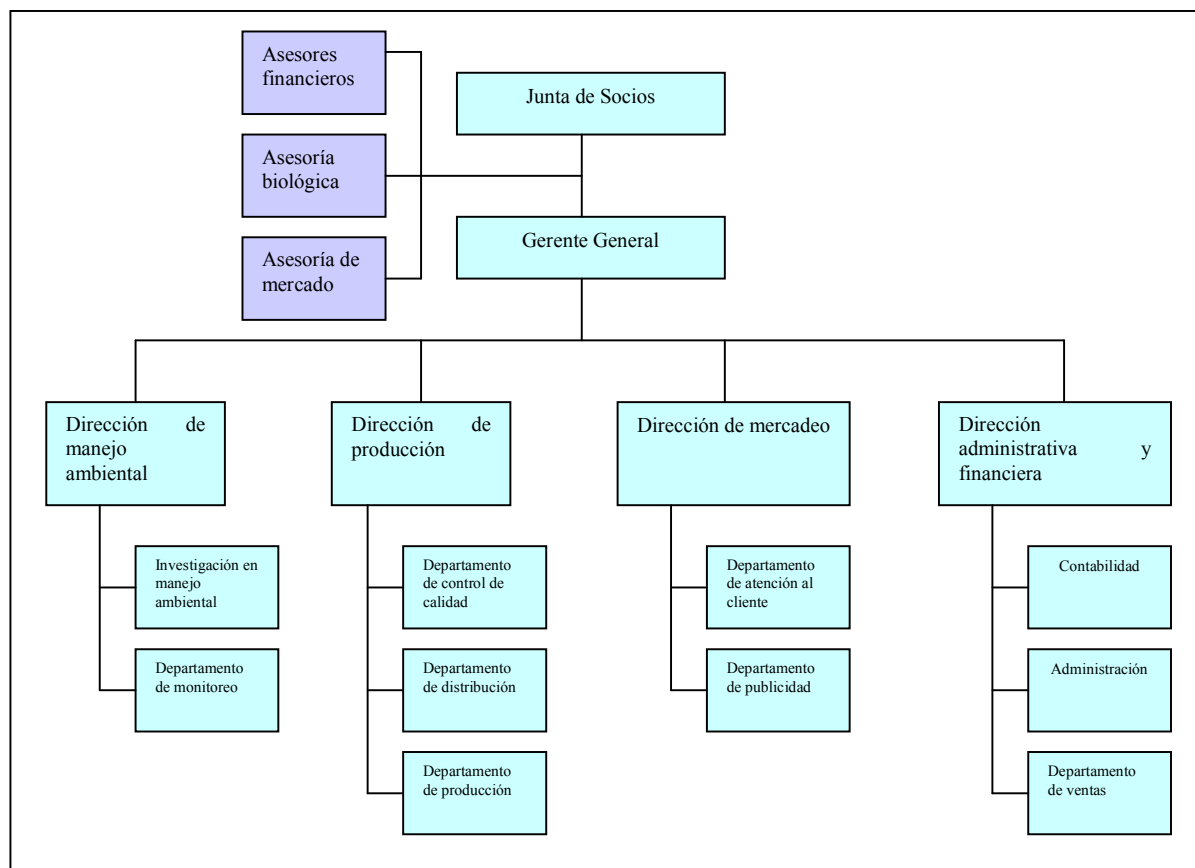 Asesores
financieros
Junta de Socios
Asesoría
biológica
Gerente General
Asesoría de
mercado
Dirección de
manejo
ambiental
Dirección de
producción
Dirección de mercadeo
Dirección
administrativa y
financiera
Investigación en
manejo
ambiental
Departamento
de monitoreo
Departamento
de control de
calidad
Departamento
de distribución
Departamento
de producción
Departamento
de atención al
cliente
Departamento
de publicidad
Contabilidad
Administración
Departamento
de ventas